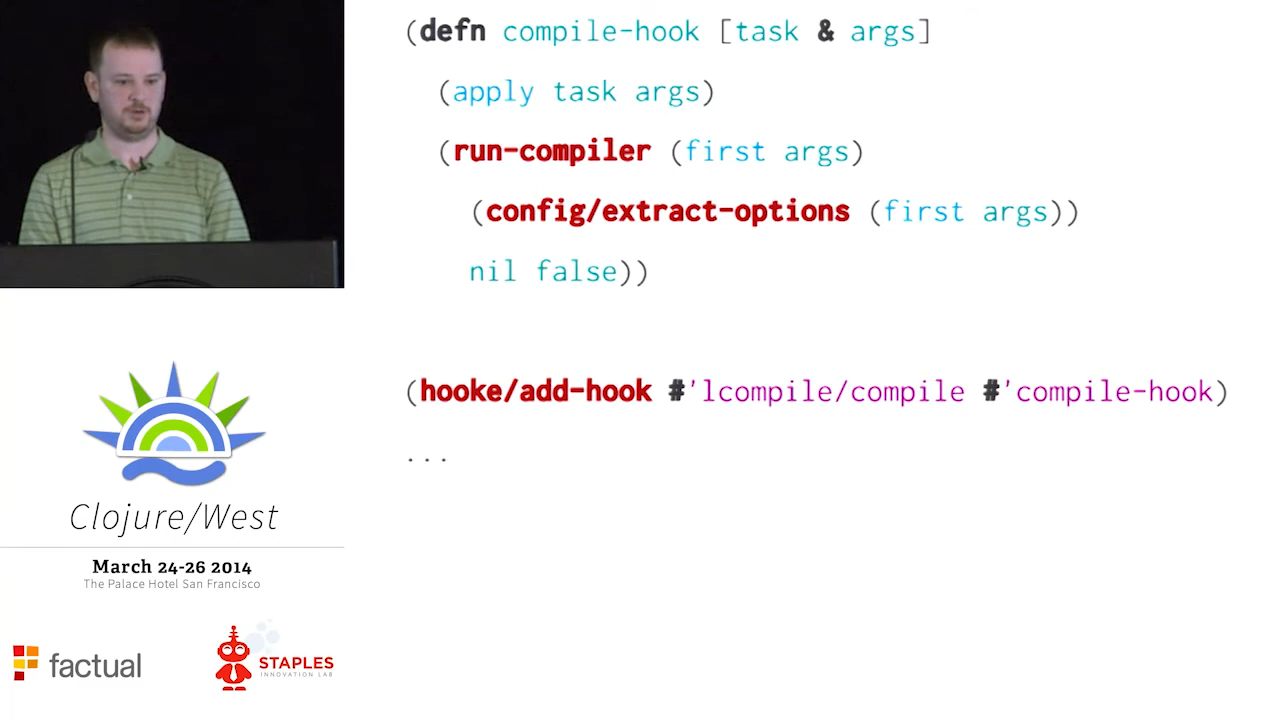 (defn compile-hook [task & args]
(apply task args)
(run-compiler (first args)
(config/extract-options (first args))
nil false))
(hooke/add-hook #'lcompile/compile #'compile-hook)
...
Clojure/West
March 24-26 2014
The Palace Hotel San Francisco
factual
STAPLES
INNOVATION LAB